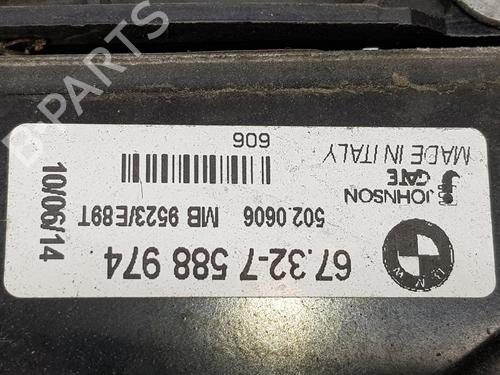 67.32-7 588 974
502.0606 MB 9523/E89T
10/06/14
606
JOHNSON
GATE
MADE IN ITALY
BMW
B-PARTS